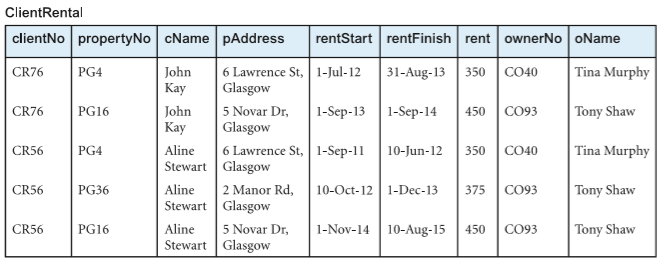 ClientRental
clientNo propertyNo cName pAddress rentStart rentFinish rent ownerNo oName
CR76 PG4 John 6 Lawrence St, 1-Jul-12 31-Aug-13 350 CO40 Tina Murphy
Kay Glasgow
CR76 PG16 John 5 Novar Dr, 1-Sep-13 1-Sep-14 450 CO93 Tony Shaw
Kay Glasgow
CR56 PG4 Aline 6 Lawrence St, 1-Sep-11 10-Jun-12 350 CO40 Tina Murphy
Stewart Glasgow
CR56 PG36 Aline 2 Manor Rd, 10-Oct-12 1-Dec-13 375 CO93 Tony Shaw
Stewart Glasgow
CR56 PG16 Aline 5 Novar Dr, 1-Nov-14 10-Aug-15 450 CO93 Tony Shaw
Stewart Glasgow